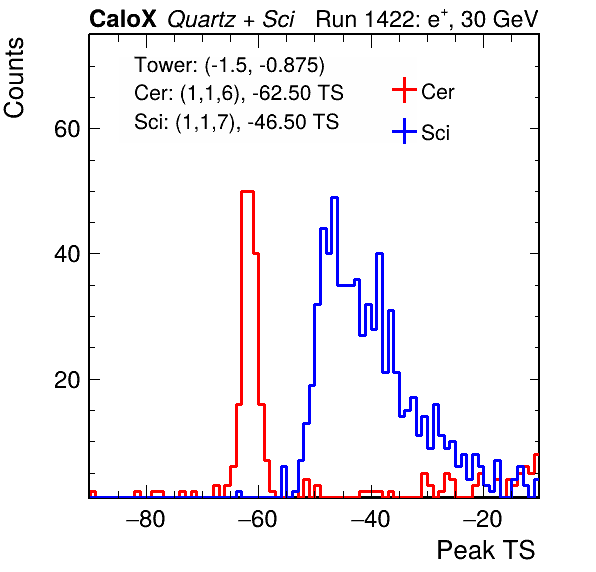 CaloX Quartz + Sci Run 1422: e+, 30 GeV
Counts
Tower: (-1.5, -0.875)
Cer: (1,1,6), -62.50 TS
Sci: (1,1,7), -46.50 TS
Cer
Sci
60
40
20
−80 −60 −40 −20
Peak TS